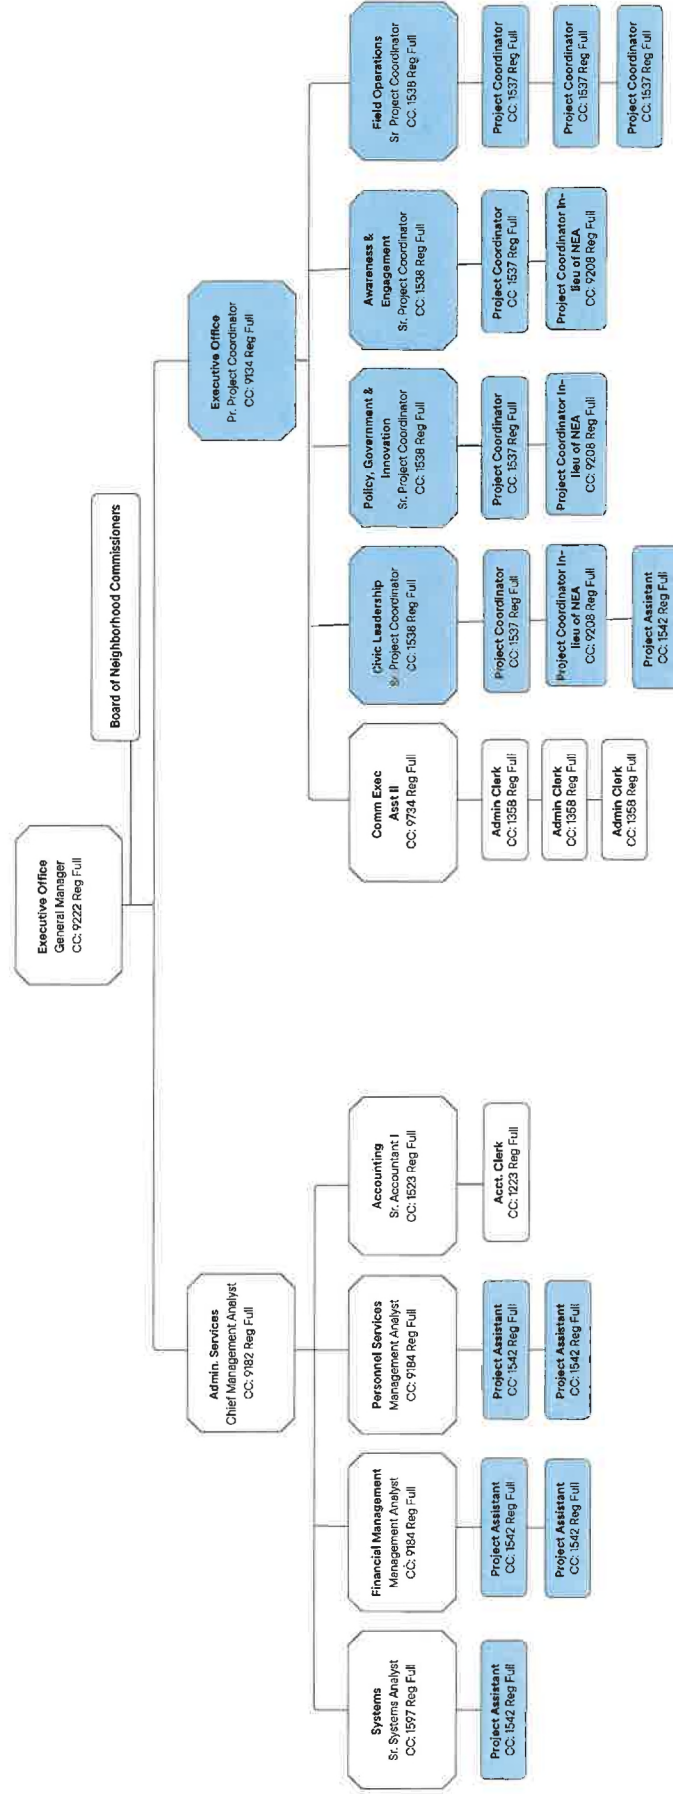 Executive Office
General Manager
CC: 9222 Reg Full
Board of Neighborhood Commissioners
Admin. Services
Chief Management Analyst
CC: 9182 Reg Full
Executive Office
Pr. Project Coordinator
CC: 9134 Reg Full
Systems
Sr. Systems Analyst
CC: 1597 Reg Full
Project Assistant
CC: 1542 Reg Full
Financial Management
Management Analyst
CC: 9184 Reg Full
Project Assistant
CC: 1542 Reg Full
Project Assistant
CC: 1542 Reg Full
Personnel Services
Management Analyst
CC: 9184 Reg Full
Project Assistant
CC: 1542 Reg Full
Project Assistant
CC: 1542 Reg Full
Accounting
Sr. Accountant I
CC: 1523 Reg Full
Acct. Clerk
CC: 1223 Reg Full
Comm Exec
Asst II
CC: 9734 Reg Full
Admin Clerk
CC: 1358 Reg Full
Admin Clerk
CC: 1358 Reg Full
Admin Clerk
CC: 1358 Reg Full
Civic Leadership
Sr. Project Coordinator
CC: 1538 Reg Full
Project Coordinator
CC: 1537 Reg Full
Project Coordinator In-
lieu of NEA
CC: 9208 Reg Full
Project Assistant
CC: 1542 Reg Full
Policy, Government &
Innovation
Sr. Project Coordinator
CC: 1538 Reg Full
Project Coordinator
CC: 1537 Reg Full
Project Coordinator In-
lieu of NEA
CC: 9208 Reg Full
Awareness &
Engagement
Sr. Project Coordinator
CC: 1538 Reg Full
Project Coordinator
CC 1537 Reg Full
Project Coordinator In-
lieu of NEA
CC: 9208 Reg Full
Field Operations
Sr Project Coordinator
CC. 1538 Reg Full
Project Coordinator
CC: 1537 Reg Full
Project Coordinator
CC: 1537 Reg Full
Project Coordinator
CC: 1537 Reg Full